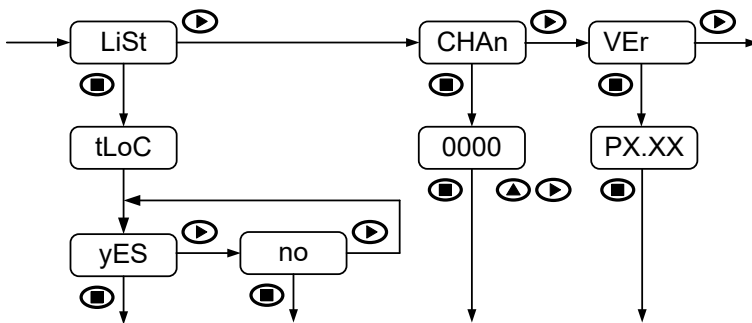 LiSt
CHAn
VEr
tLoC
0000
PX.XX
yES
no